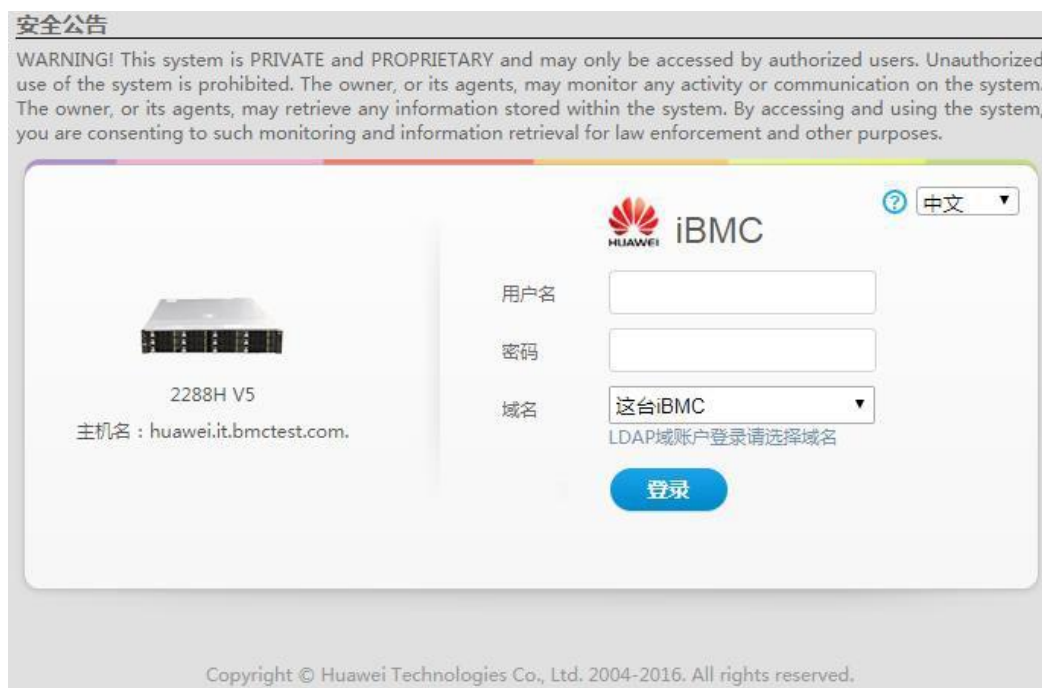 安全公告
WARNING! This system is PRIVATE and PROPRIETARY and may only be accessed by authorized users. Unauthorized
use of the system is prohibited. The owner, or its agents, may monitor any activity or communication on the system.
The owner, or its agents, may retrieve any information stored within the system. By accessing and using the system,
you are consenting to such monitoring and information retrieval for law enforcement and other purposes.
中文
HUAWEI iBMC
用户名
密码
2288H V5
域名 这台iBMC
主机名：huawei.it.bmctest.com.
LDAP域账户登录请选择域名
登录
Copyright © Huawei Technologies Co., Ltd. 2004-2016. All rights reserved.